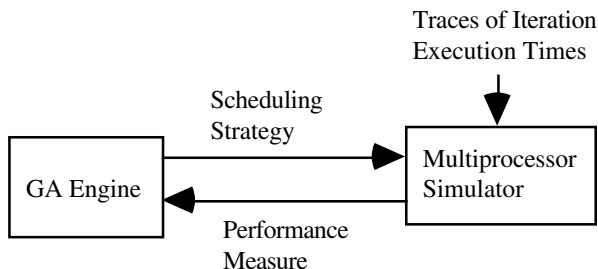 Traces of Iteration
Execution Times
Scheduling
Strategy
GA Engine
Multiprocessor
Simulator
Performance
Measure